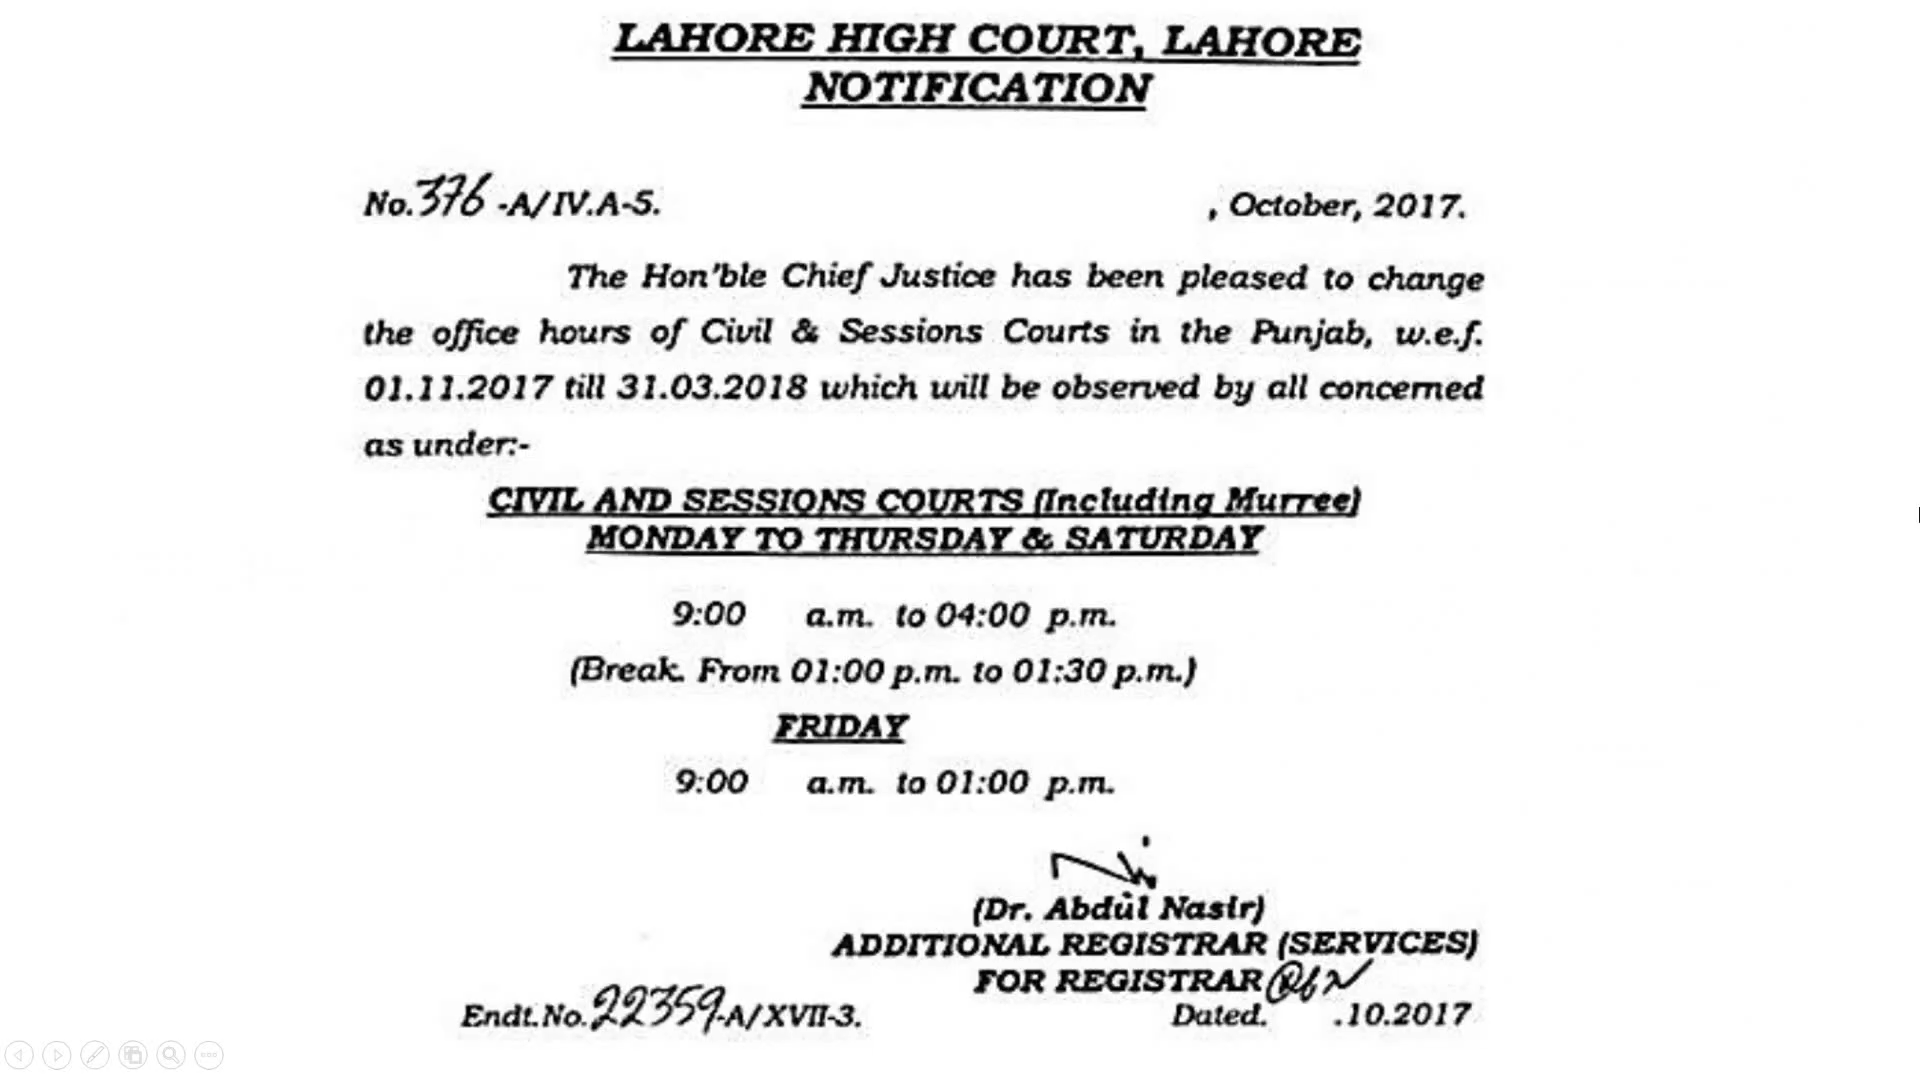 LAHORE HIGH COURT, LAHORE
NOTIFICATION
No.376 -A/IV.A-5. , October, 2017.
The Hon'ble Chief Justice has been pleased to change
the office hours of Civil & Sessions Courts in the Punjab, w.e.f.
01.11.2017 till 31.03.2018 which will be observed by all concerned
as under:-
CIVIL AND SESSIONS COURTS (Including Murree)
MONDAY TO THURSDAY & SATURDAY
9:00 a.m. to 04:00 p.m.
(Break. From 01:00 p.m. to 01:30 p.m.)
FRIDAY
9:00 a.m. to 01:00 p.m.
(Dr. Abdul Nasir)
ADDITIONAL REGISTRAR (SERVICES)
FOR REGISTRAR
Endt.No.22359-A/XVII-3. Dated. .10.2017